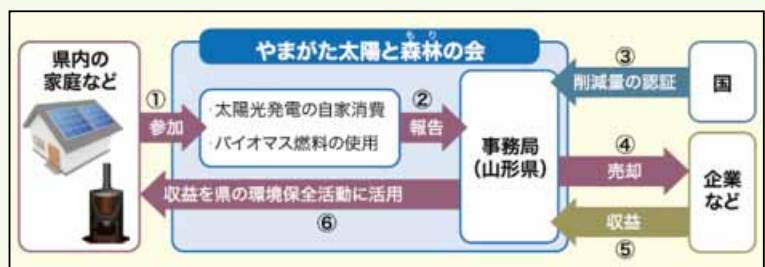 やまがた太陽と森林の会
もり
県内の
家庭など
①
参加
・太陽光発電の自家消費
・バイオマス燃料の使用
②
報告
事務局
(山形県)
③
削減量の認証
国
④
売却
企業
など
収益
⑤
収益を県の環境保全活動に活用
⑥